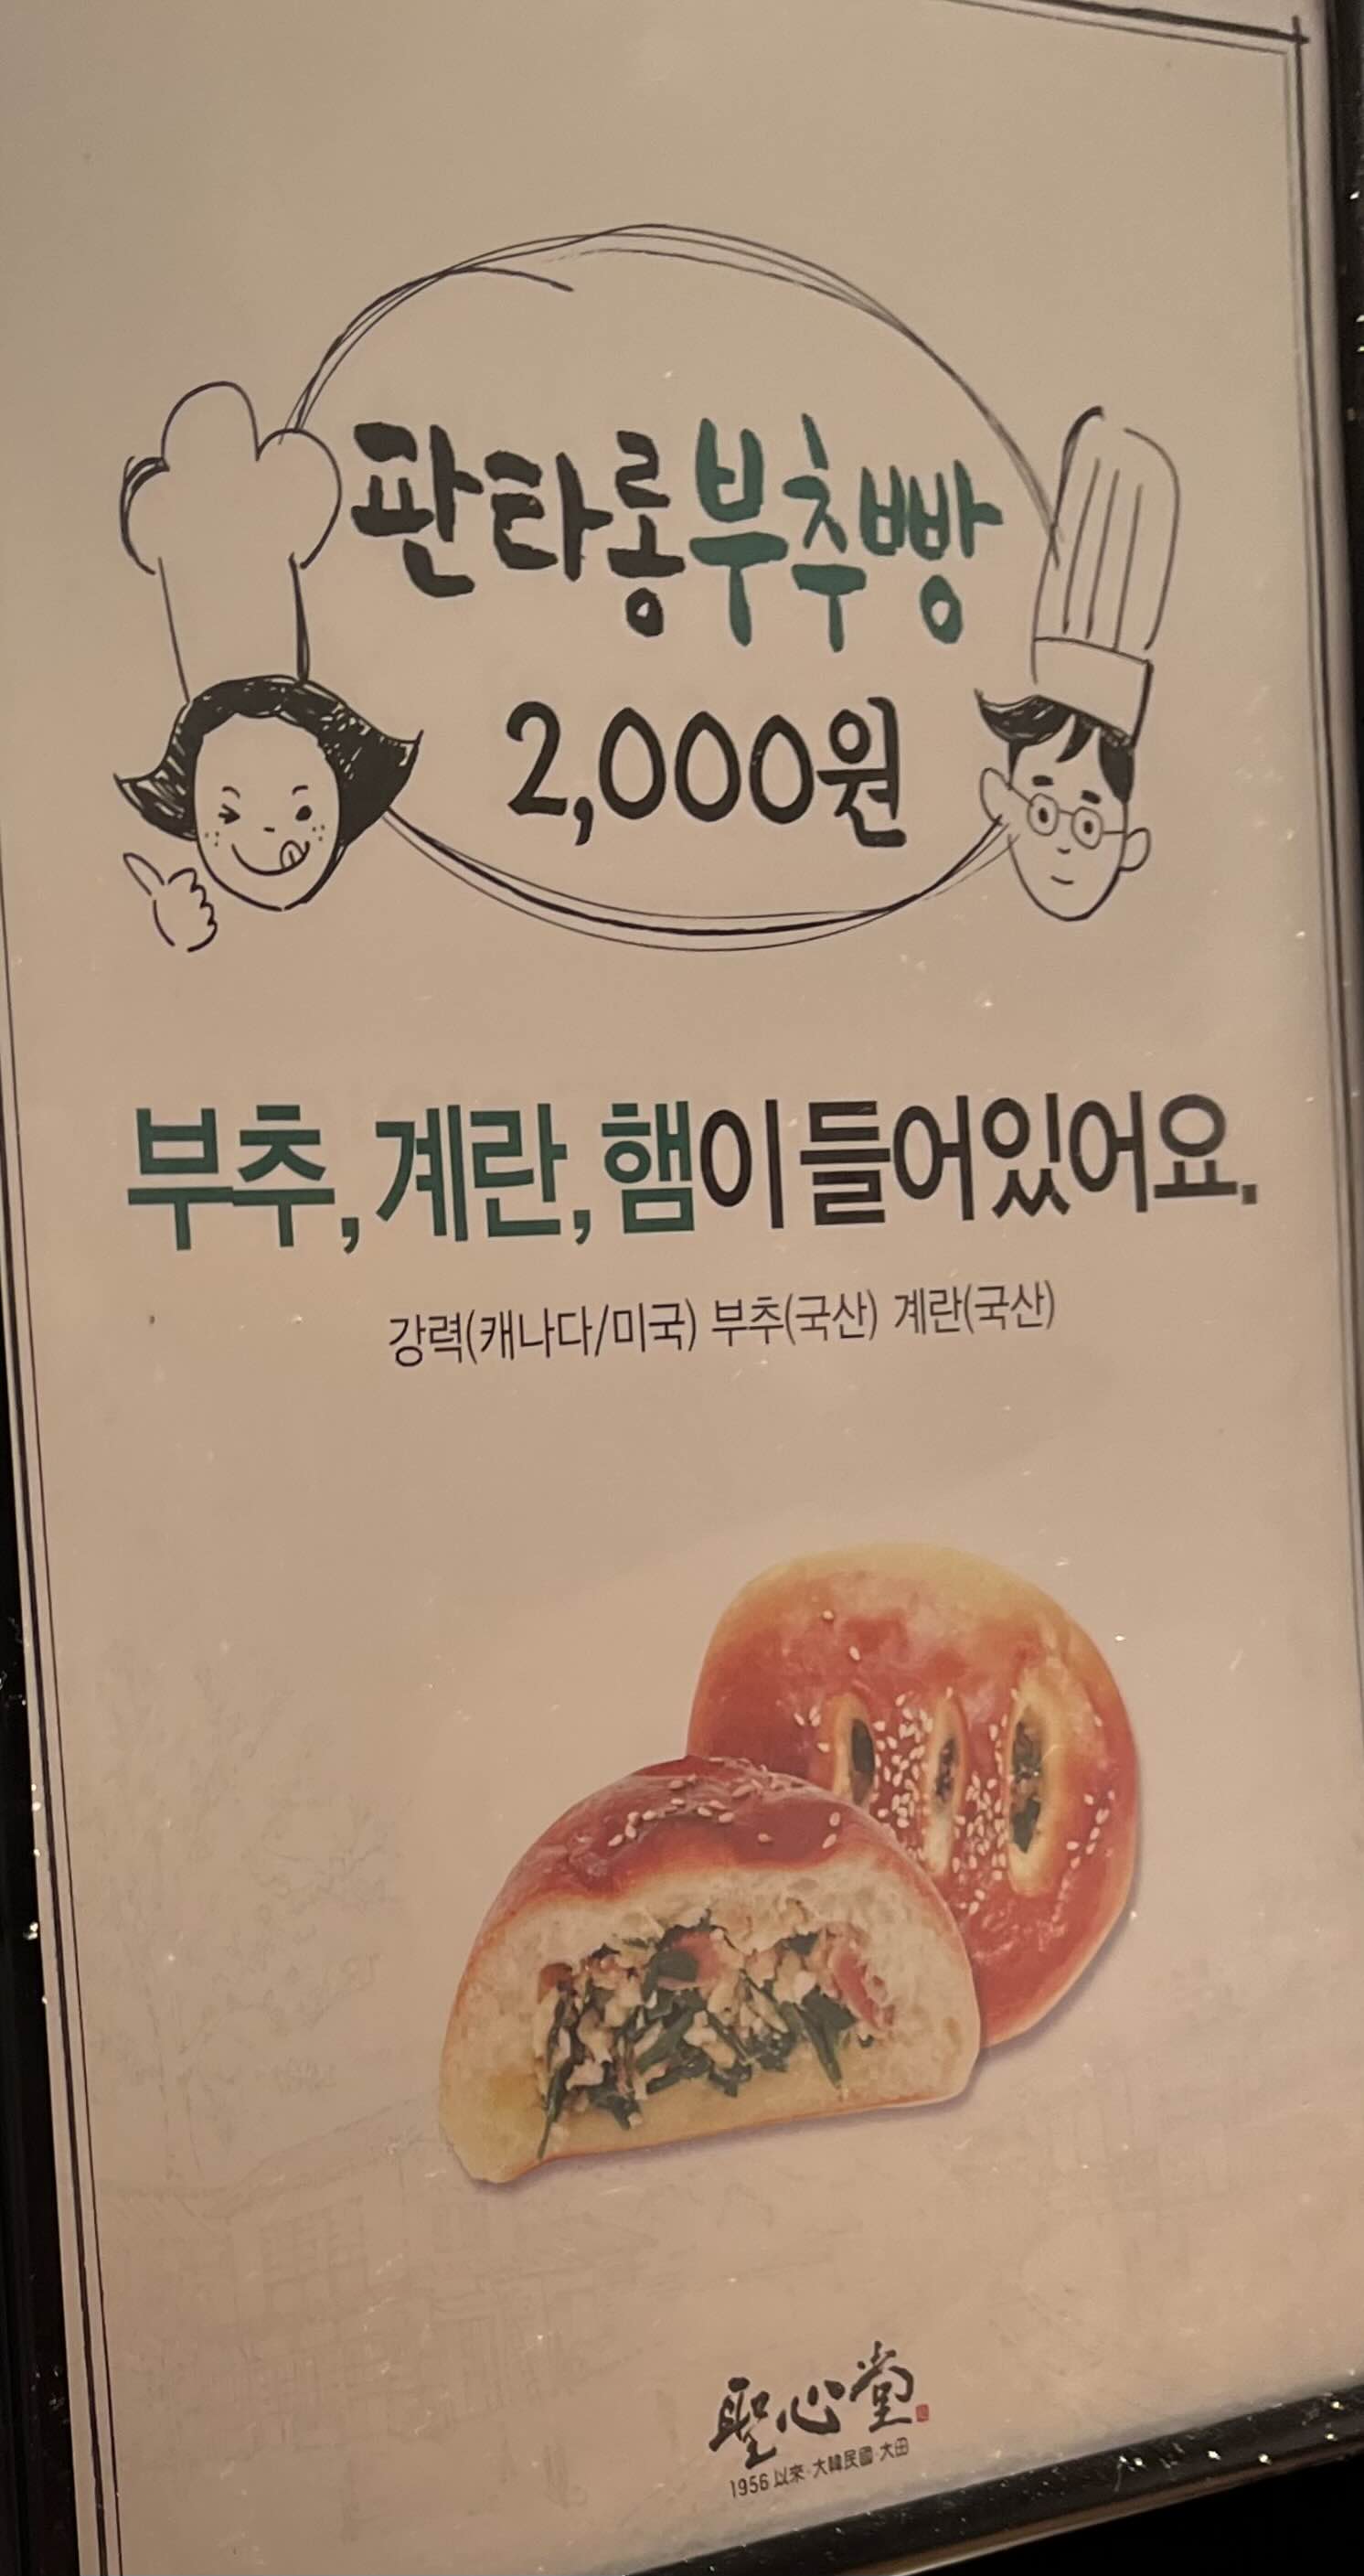 판타롱부추빵
2,000원
부추, 계란, 햄이 들어있어요.
강력(캐나다/미국) 부추(국산) 계란(국산)
聖心堂
1956 以來·大韓民國·大田